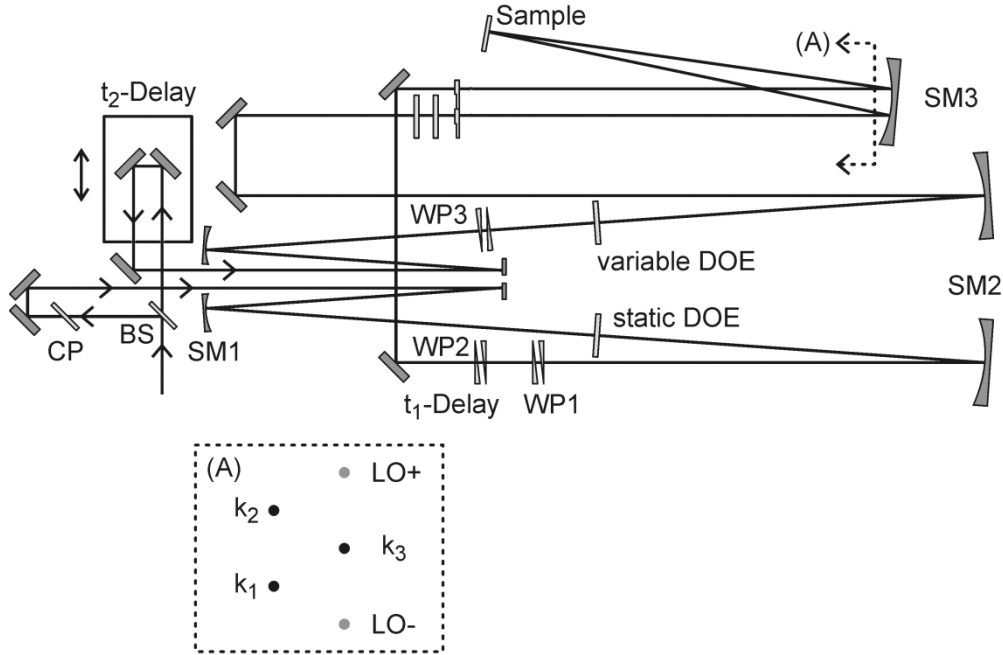 Sample
(A)
t2-Delay
SM3
WP3
variable DOE
SM2
static DOE
CP
BS
SM1
WP2
t1-Delay
WP1
(A)
LO+
k2
k3
k1
LO-